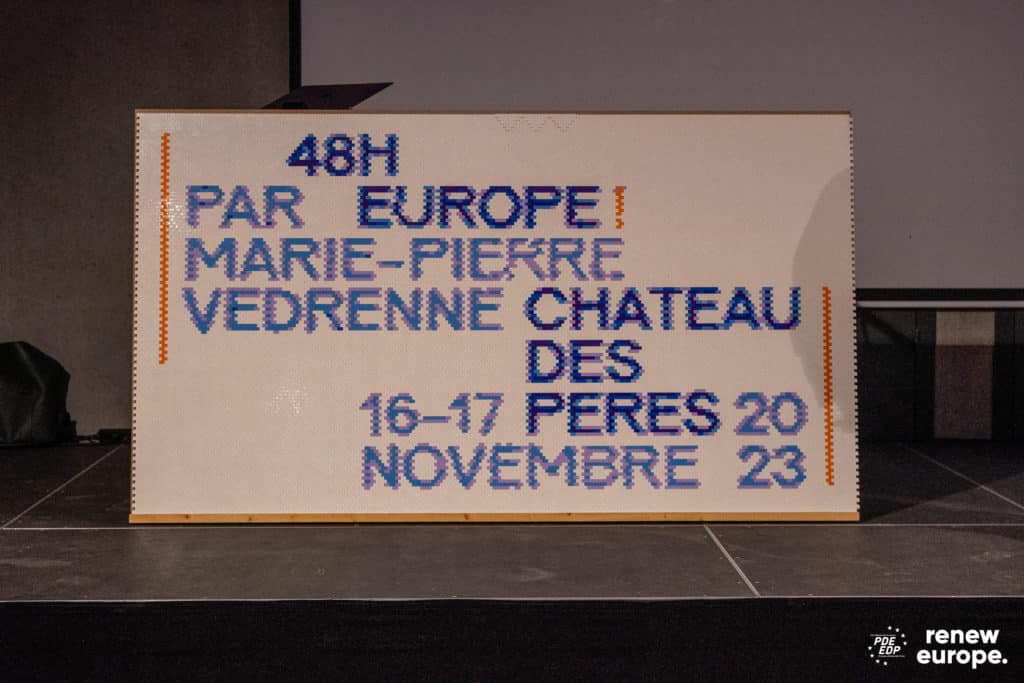 48H
PAR EUROPE!
MARIE-PIERRE
VEDRENNE CHATEAU
DES
16–17 PERES 20
NOVEMBRE 23
PDE
EDP
renew
europe.